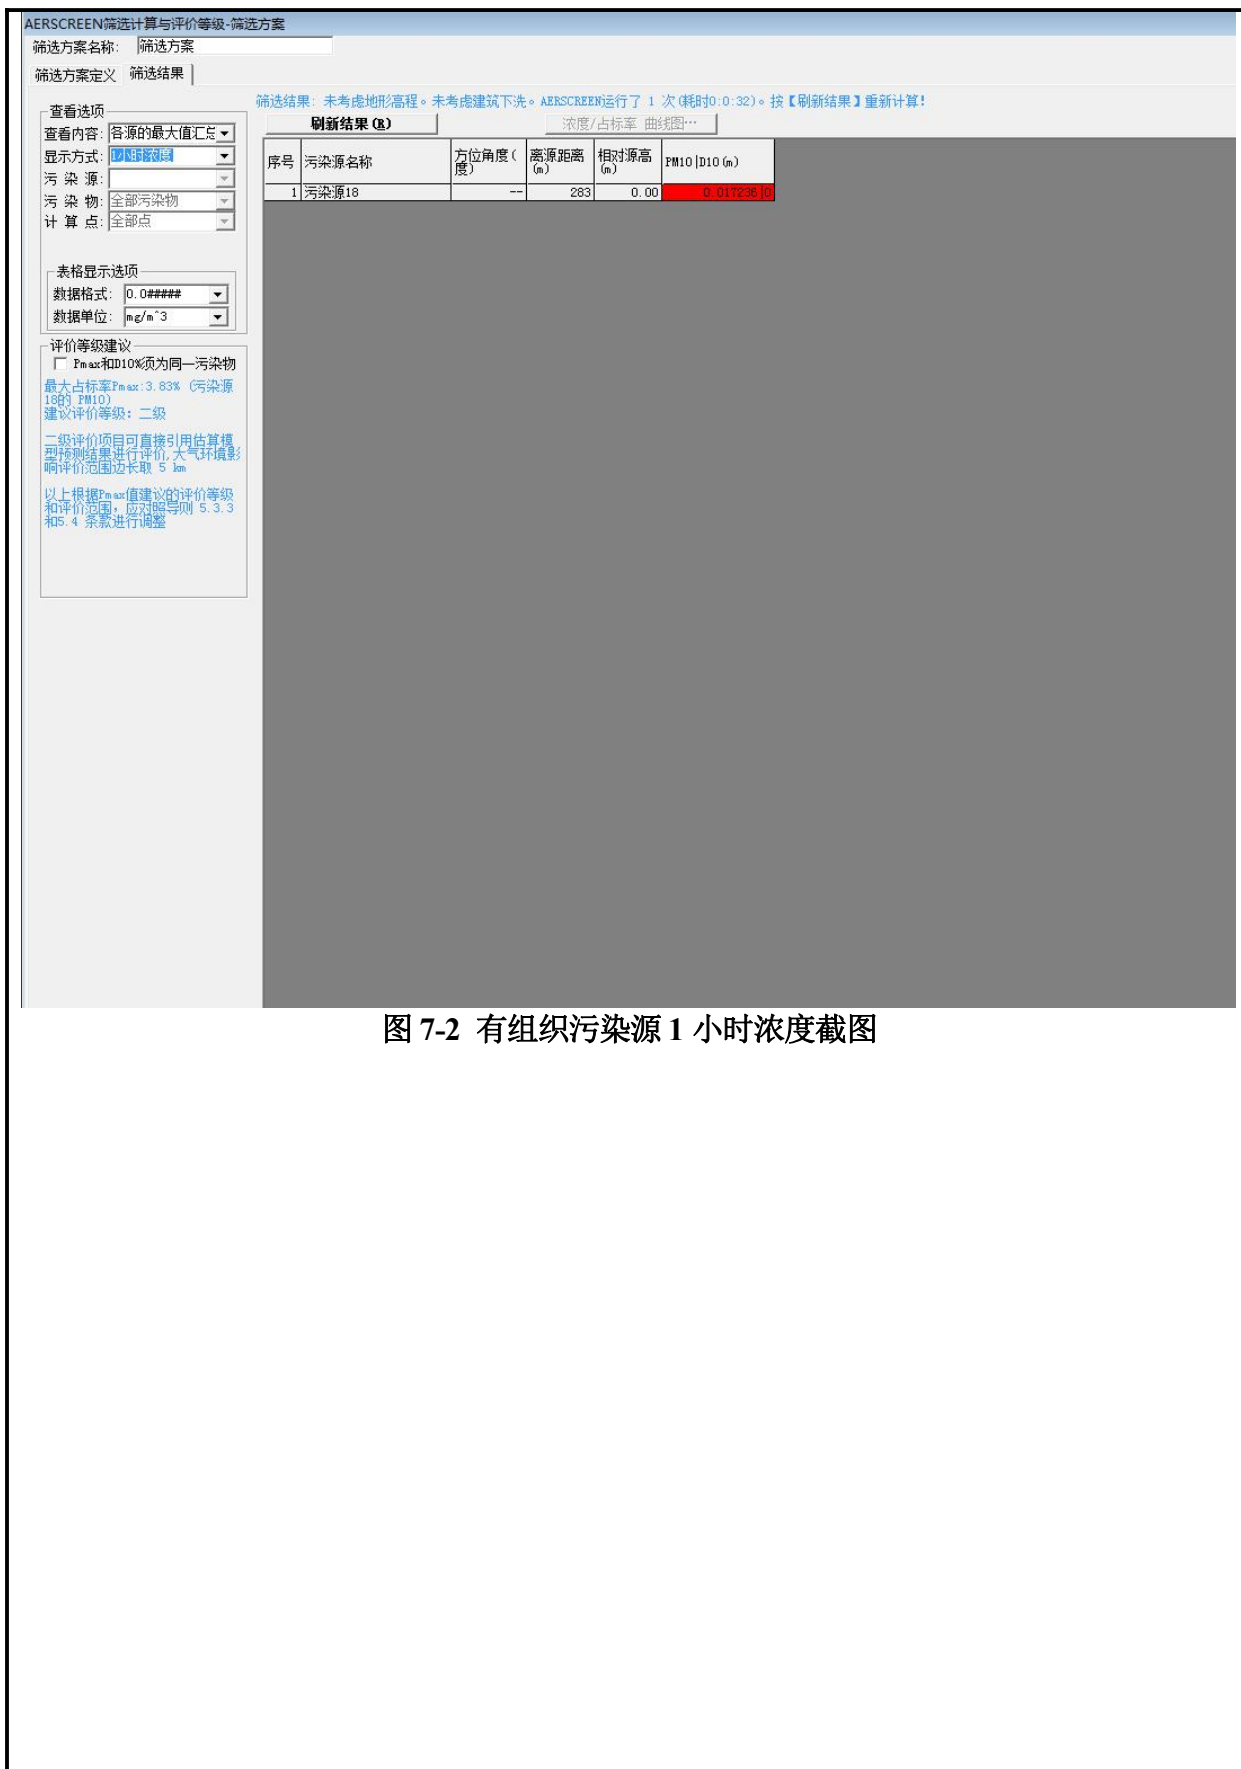 AERSCREEN筛选计算与评价等级-筛选方案
筛选方案名称: 筛选方案
筛选方案定义 筛选结果
筛选结果: 未考虑地形高程。未考虑建筑下洗。AERSCREEN运行了 1 次(耗时0:0:32)。按【刷新结果】重新计算!
查看选项
查看内容: 各源的最大值汇总
显示方式: 1小时浓度
污 染 源:
污 染 物: 全部污染物
计 算 点: 全部点
表格显示选项
数据格式: 0.0#####
数据单位: mg/m^3
评价等级建议
Pmax和D10%须为同一污染物
最大占标率Pmax:3.83% (污染源
18的 PM10)
建议评价等级: 二级
二级评价项目可直接引用估算模
型预测结果进行评价,大气环境影
响评价范围边长取 5 km
以上根据Pmax值建议的评价等级
和评价范围, 应对照导则 5.3.3
和5.4 条款进行调整
刷新结果(R) 浓度/占标率 曲线图…
序号 污染源名称 方位角度(度) 离源距离(m) 相对源高(m) PM10|D10(m)
1 污染源18 -- 283 0.00 0.017236|0
图 7-2 有组织污染源 1 小时浓度截图